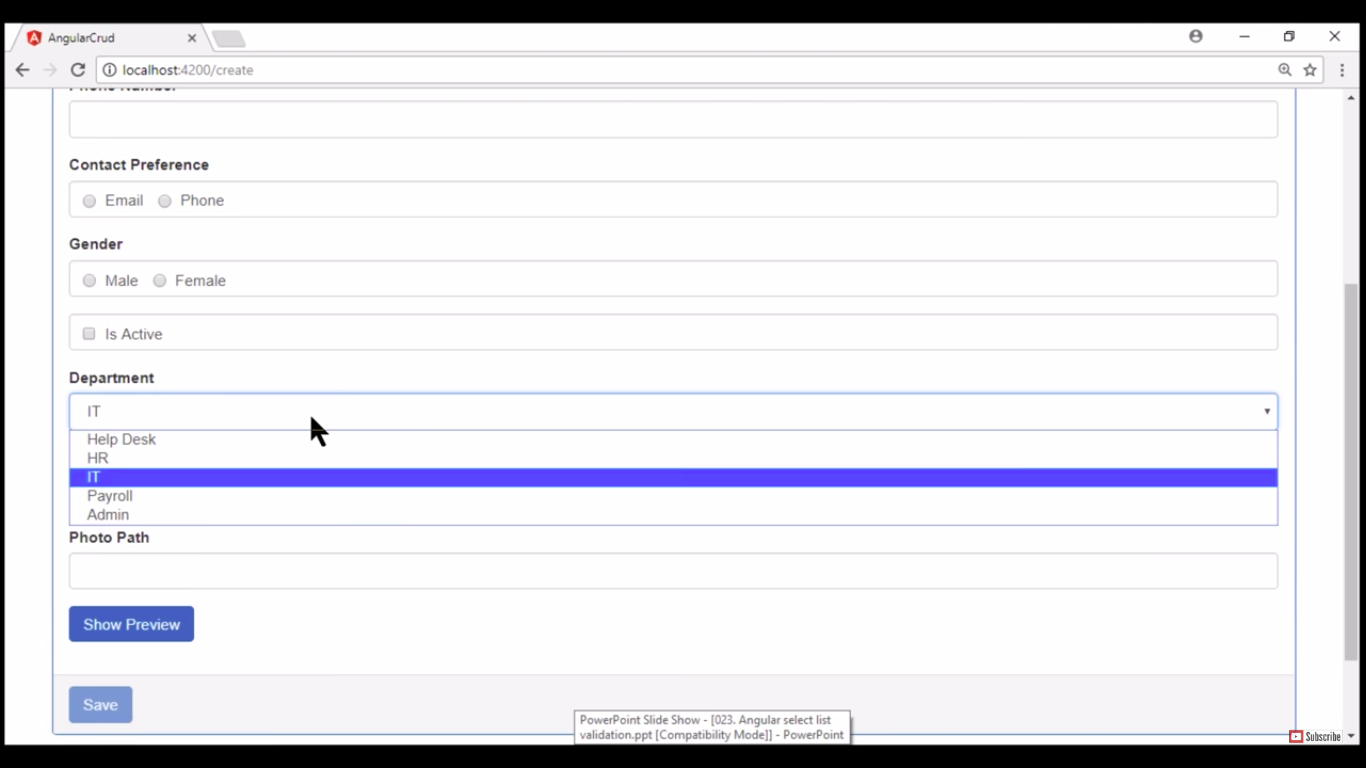 AngularCrud
localhost:4200/create
Phone Number
Contact Preference
Email Phone
Gender
Male Female
Is Active
Department
IT
Help Desk
HR
IT
Payroll
Admin
Photo Path
Show Preview
Save
PowerPoint Slide Show - [023. Angular select list
validation.ppt [Compatibility Mode]] - PowerPoint
Subscribe